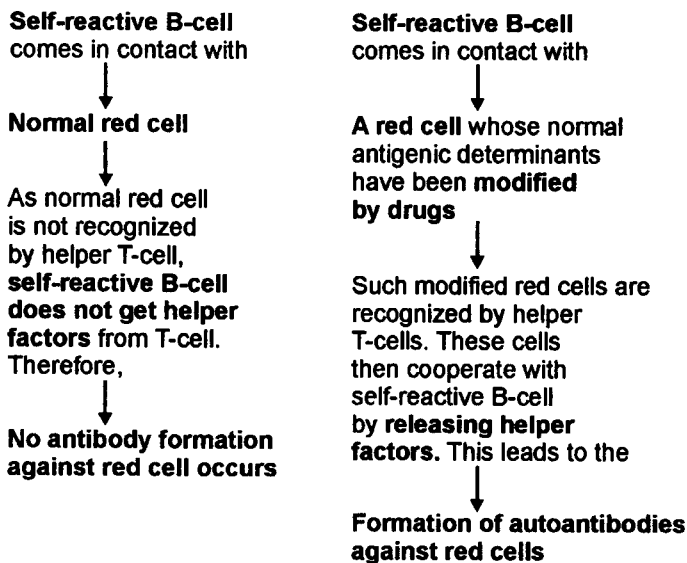 Self-reactive B-cell
comes in contact with
Normal red cell
As normal red cell
is not recognized
by helper T-cell,
self-reactive B-cell
does not get helper
factors from T-cell.
Therefore,
No antibody formation
against red cell occurs
Self-reactive B-cell
comes in contact with
A red cell whose normal
antigenic determinants
have been modified
by drugs
Such modified red cells are
recognized by helper
T-cells. These cells
then cooperate with
self-reactive B-cell
by releasing helper
factors. This leads to the
Formation of autoantibodies
against red cells